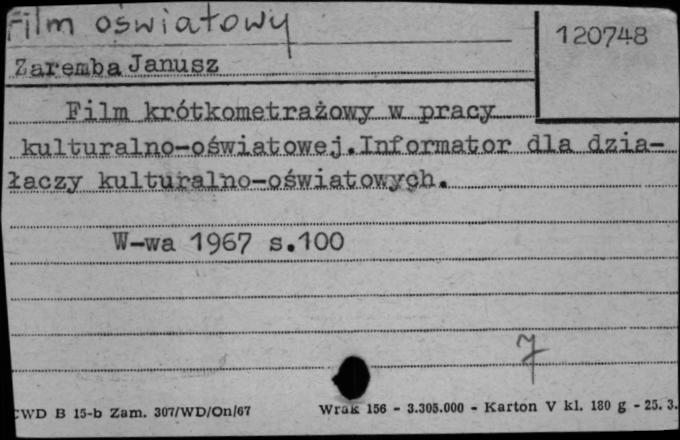 Film oświatowy
120748
Zaremba Janusz
Film krótkometrażowy w pracy
kulturalno-oświatowej.Informator dla dzia-
łaczy kulturalno-oświatowych.
W-wa 1967 s.100
7
CWD B 15-b Zam. 307/WD/On/67 Wrak 156 - 3.305.000 - Karton V kl. 180 g - 25. 3.